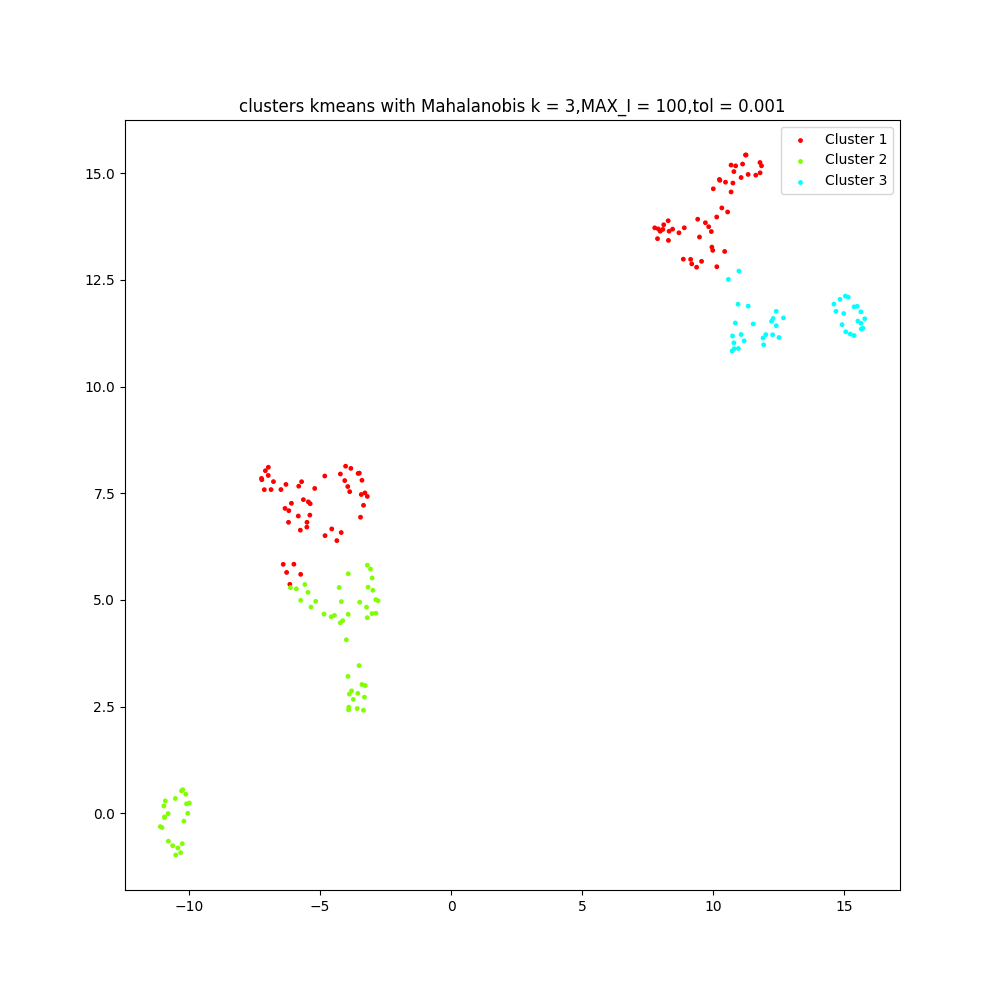 clusters kmeans with Mahalanobis k = 3,MAX_I = 100,tol = 0.001
Cluster 1
Cluster 2
Cluster 3
15.0
12.5
10.0
7.5
5.0
2.5
0.0
−10 −5 0 5 10 15